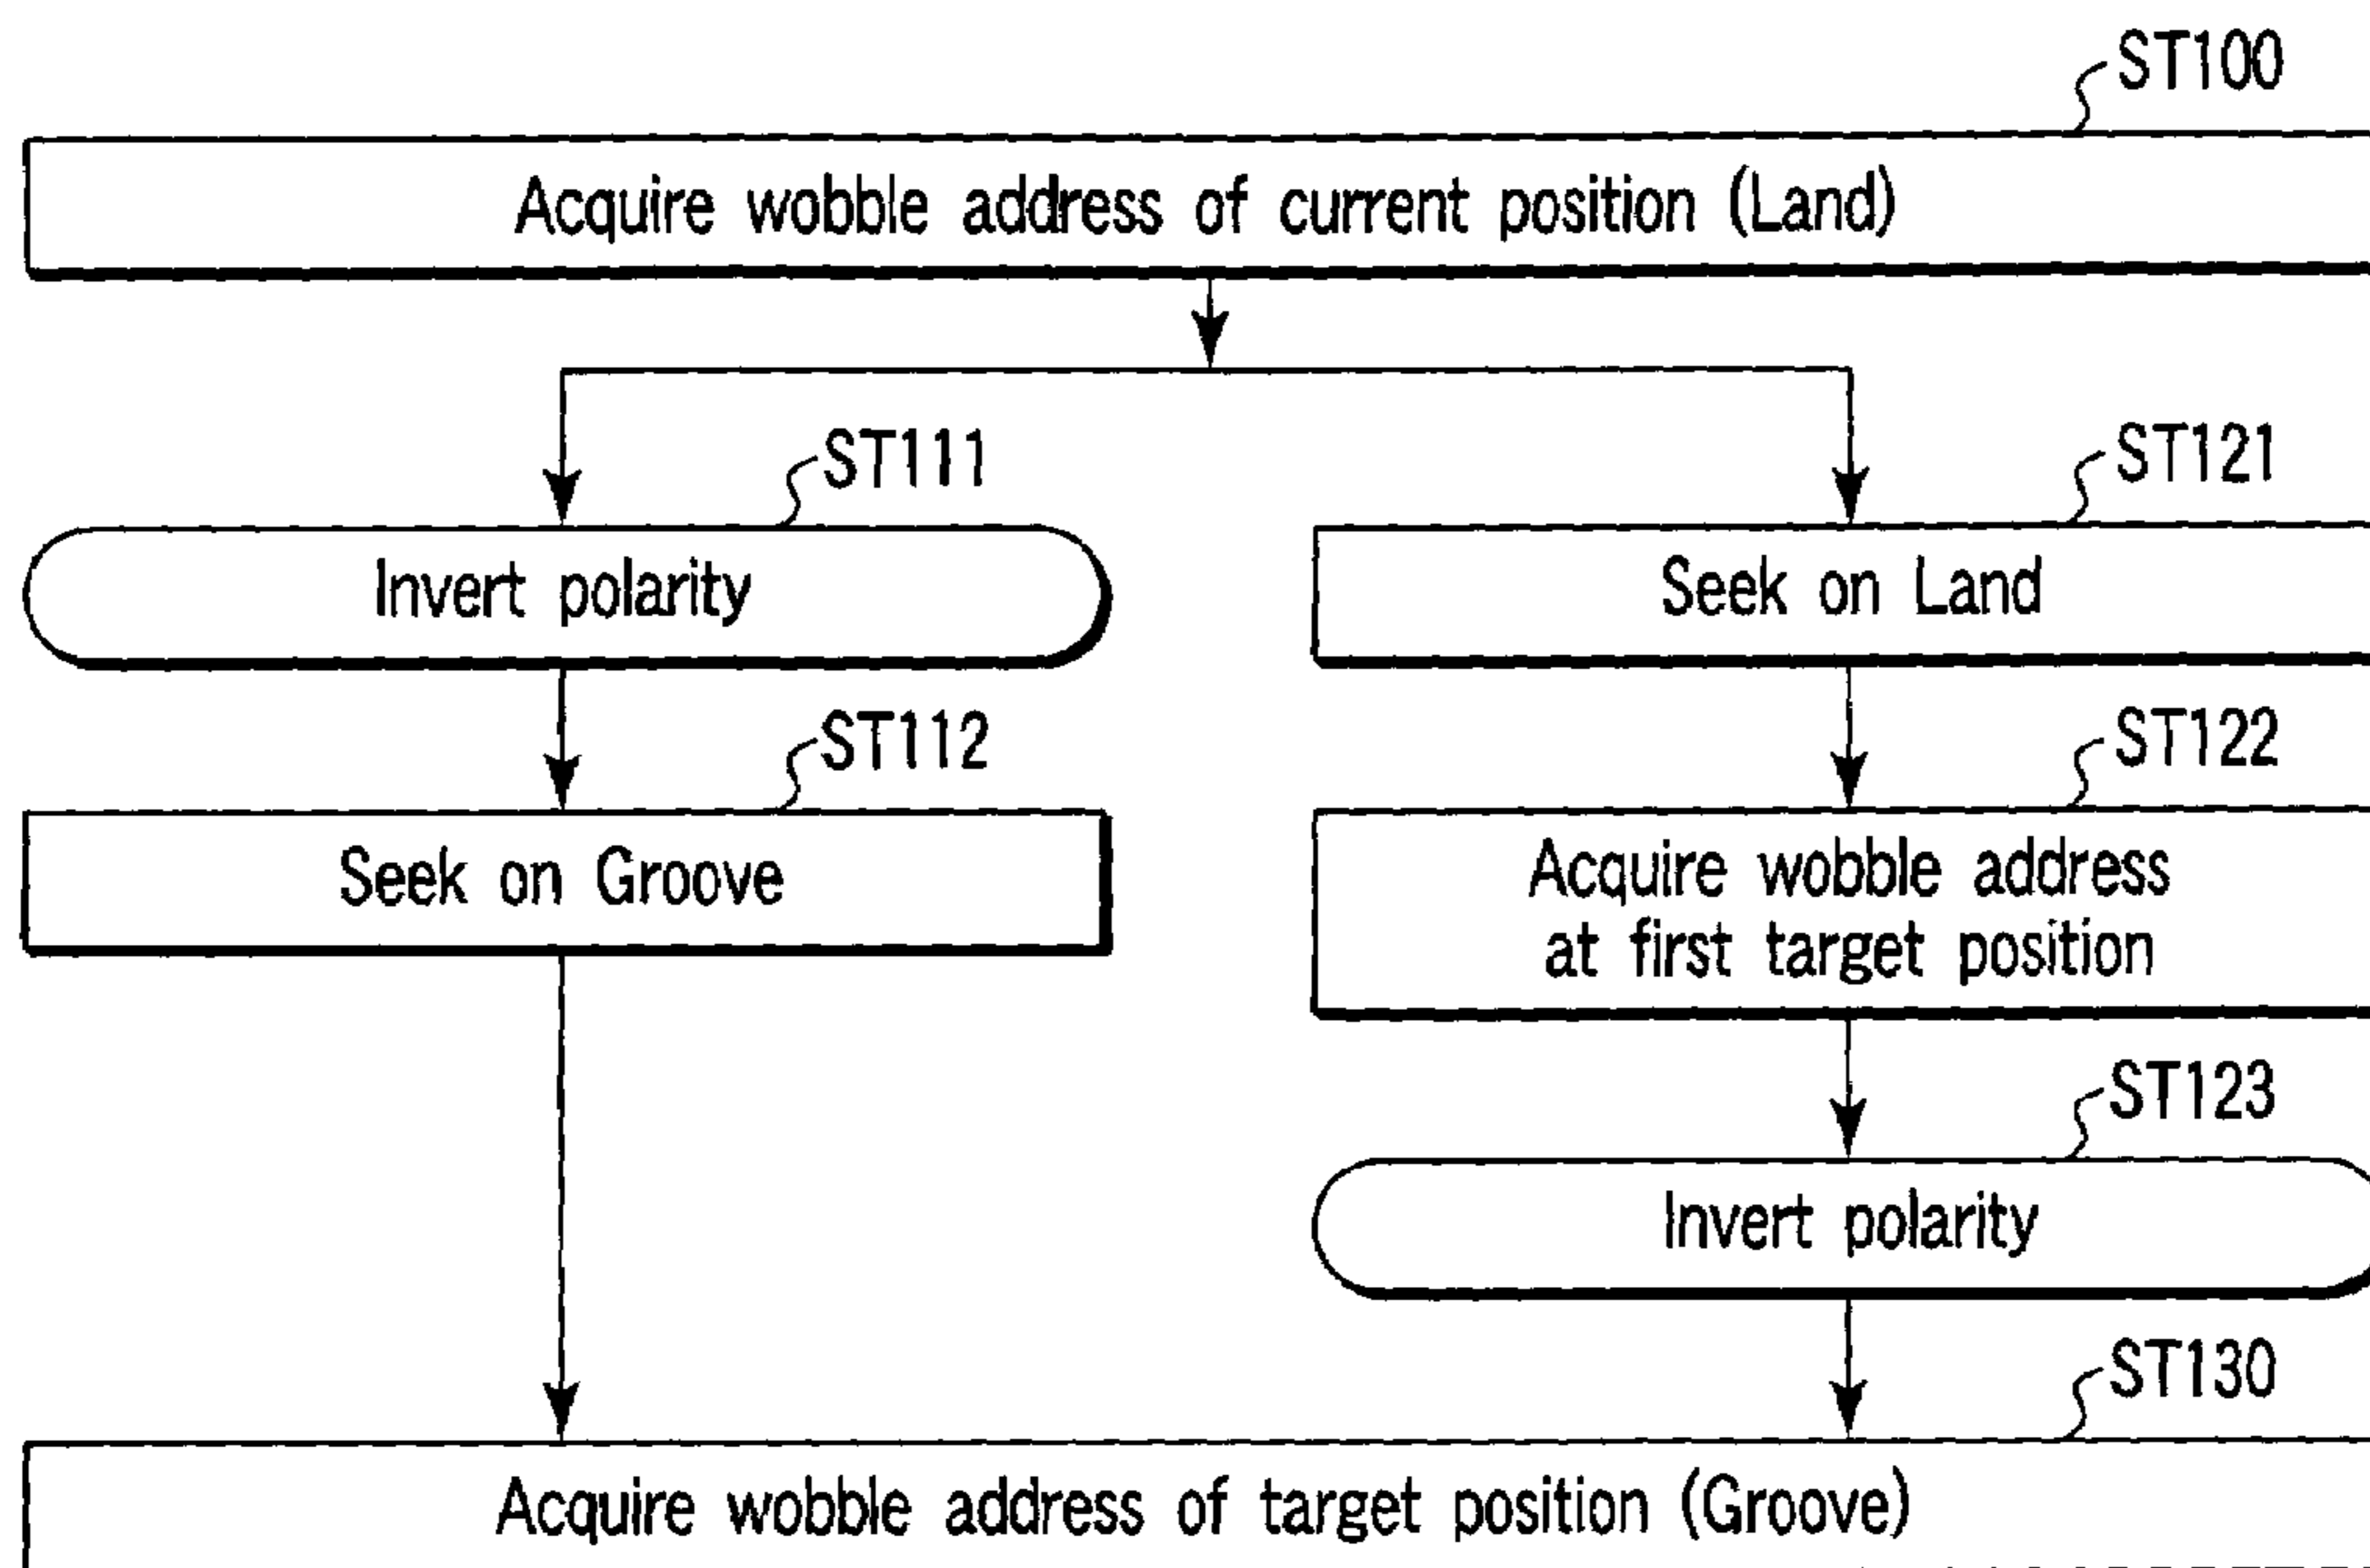 ST100
Acquire wobble address of current position (Land)
ST111
ST121
Invert polarity
Seek on Land
ST112
ST122
Seek on Groove
Acquire wobble address
at first target position
ST123
Invert polarity
ST130
Acquire wobble address of target position (Groove)